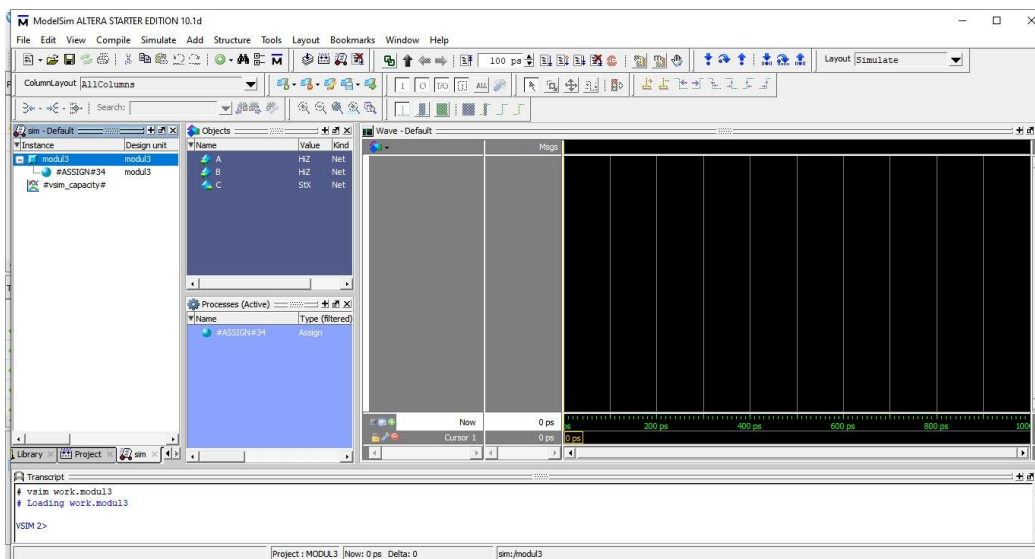 ModelSim ALTERA STARTER EDITION 10.1d
File Edit View Compile Simulate Add Structure Tools Layout Bookmarks Window Help
100 ps
Layout Simulate
ColumnLayout AllColumns
Search:
sim - Default
Instance Design unit
modul3 modul3
#ASSIGN#34 modul3
#vsim_capacity#
Objects
Name Value Kind
A HiZ Net
B HiZ Net
C StX Net
Processes (Active)
Name Type (filtered)
#ASSIGN#34 Assign
Wave - Default
Msgs
Now 0 ps
Cursor 1 0 ps
ps 200 ps 400 ps 600 ps 800 ps 100
0 ps
Library Project sim
Transcript
# vsim work.modul3
# Loading work.modul3
VSIM 2>
Project : MODUL3 Now: 0 ps Delta: 0 sim:/modul3